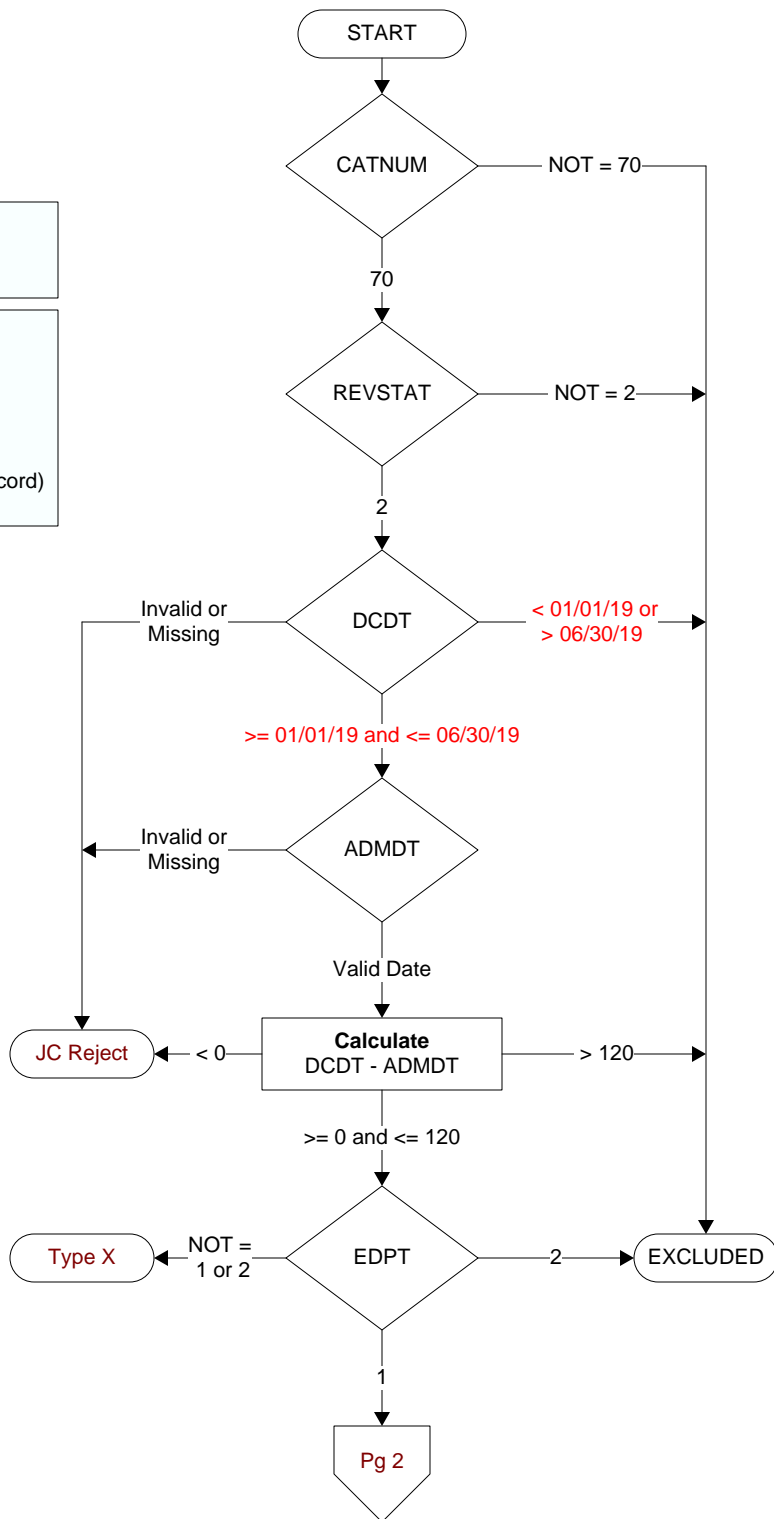 START
CATNUM
NOT = 70
70
REVSTAT
NOT = 2
cord)
2
Invalid or
Missing
DCDT
< 01/01/19 or
> 06/30/19
>= 01/01/19 and <= 06/30/19
Invalid or
Missing
ADMDT
Valid Date
JC Reject
< 0
Calculate
DCDT - ADMDT
> 120
>= 0 and <= 120
Type X
NOT =
1 or 2
EDPT
2
EXCLUDED
1
Pg 2